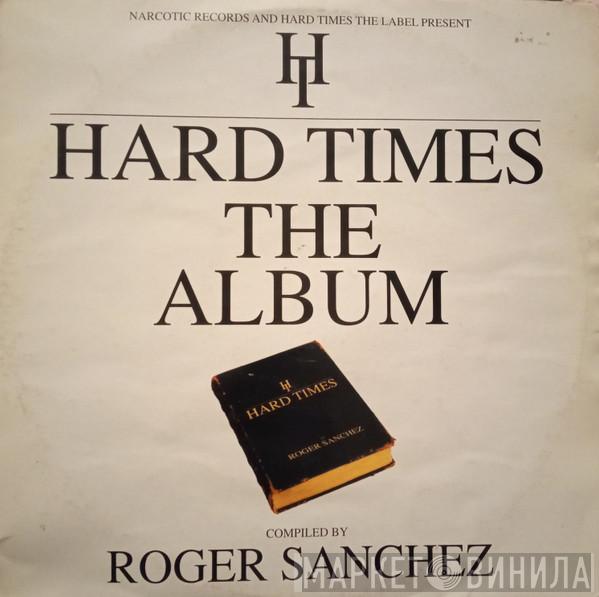 NARCOTIC RECORDS AND HARD TIMES THE LABEL PRESENT
HT
HARD TIMES
THE
ALBUM
HT
HARD TIMES
ROGER SANCHEZ
COMPILED BY
ROGER SANCHEZ
МАРКЕТ ВИНИЛА